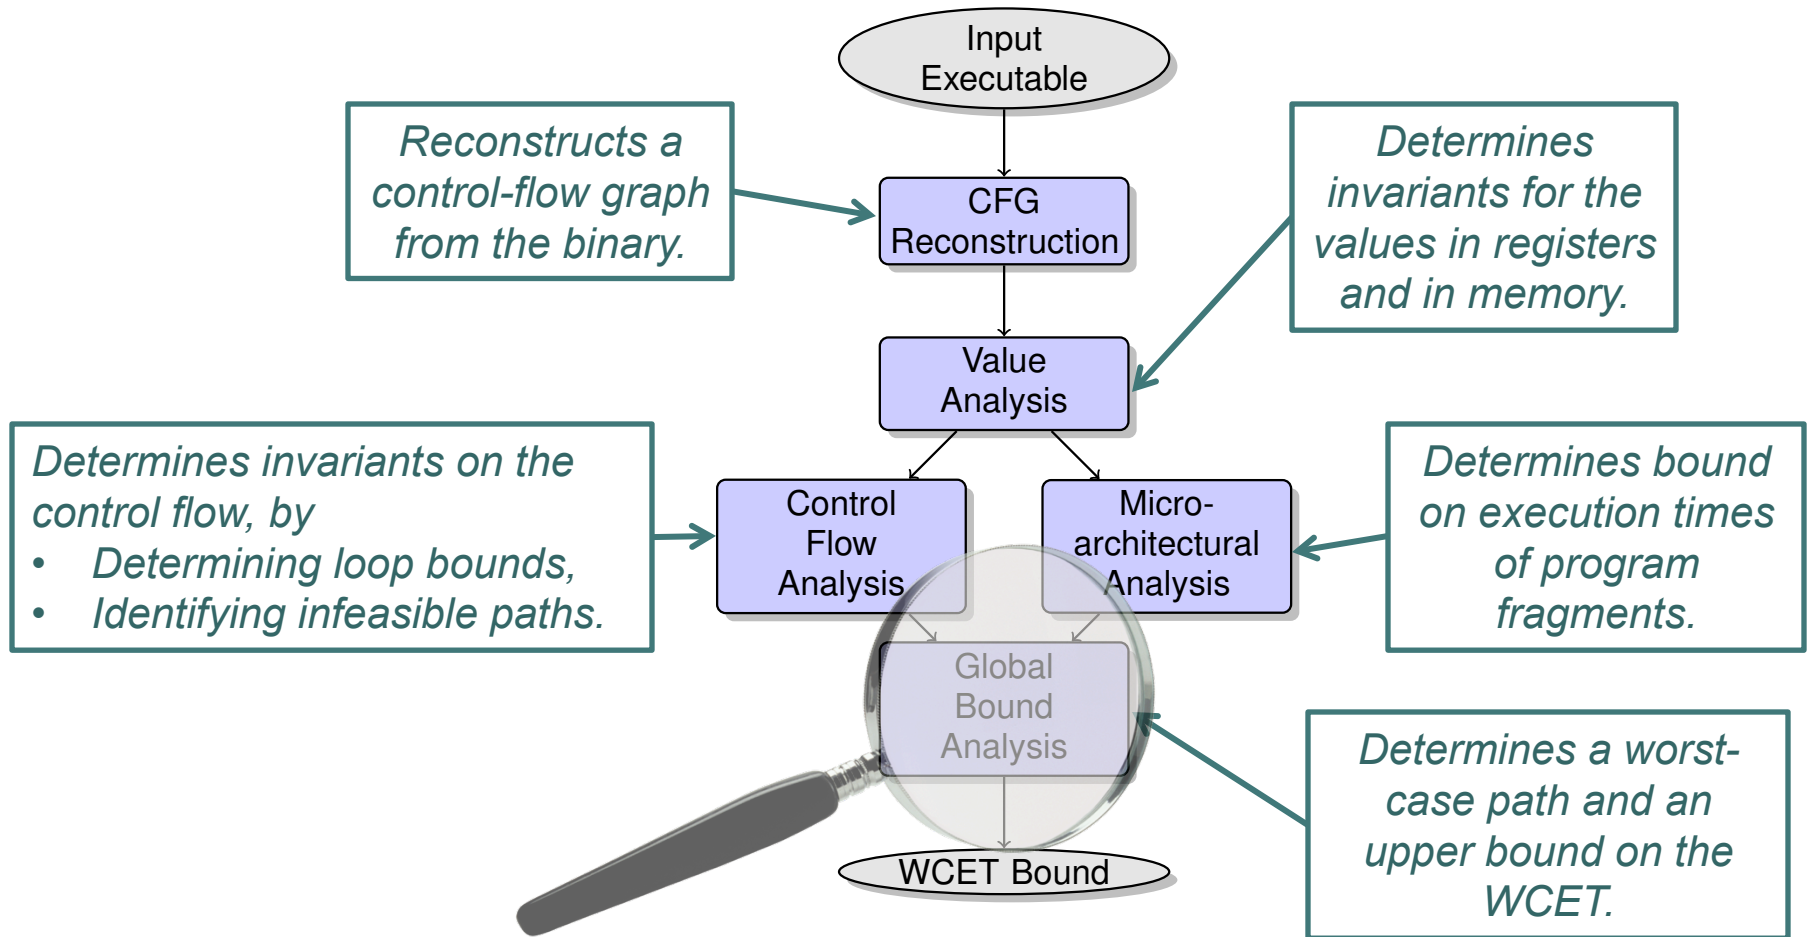 Input
Executable
Reconstructs a
control-flow graph
from the binary.
Determines
invariants for the
values in registers
and in memory.
CFG
Reconstruction
Value
Analysis
Determines invariants on the
control flow, by
• Determining loop bounds,
• Identifying infeasible paths.
Control
Flow
Analysis
Micro-
architectural
Analysis
Determines bound
on execution times
of program
fragments.
Global
Bound
Analysis
Determines a worst-
case path and an
upper bound on the
WCET.
WCET Bound